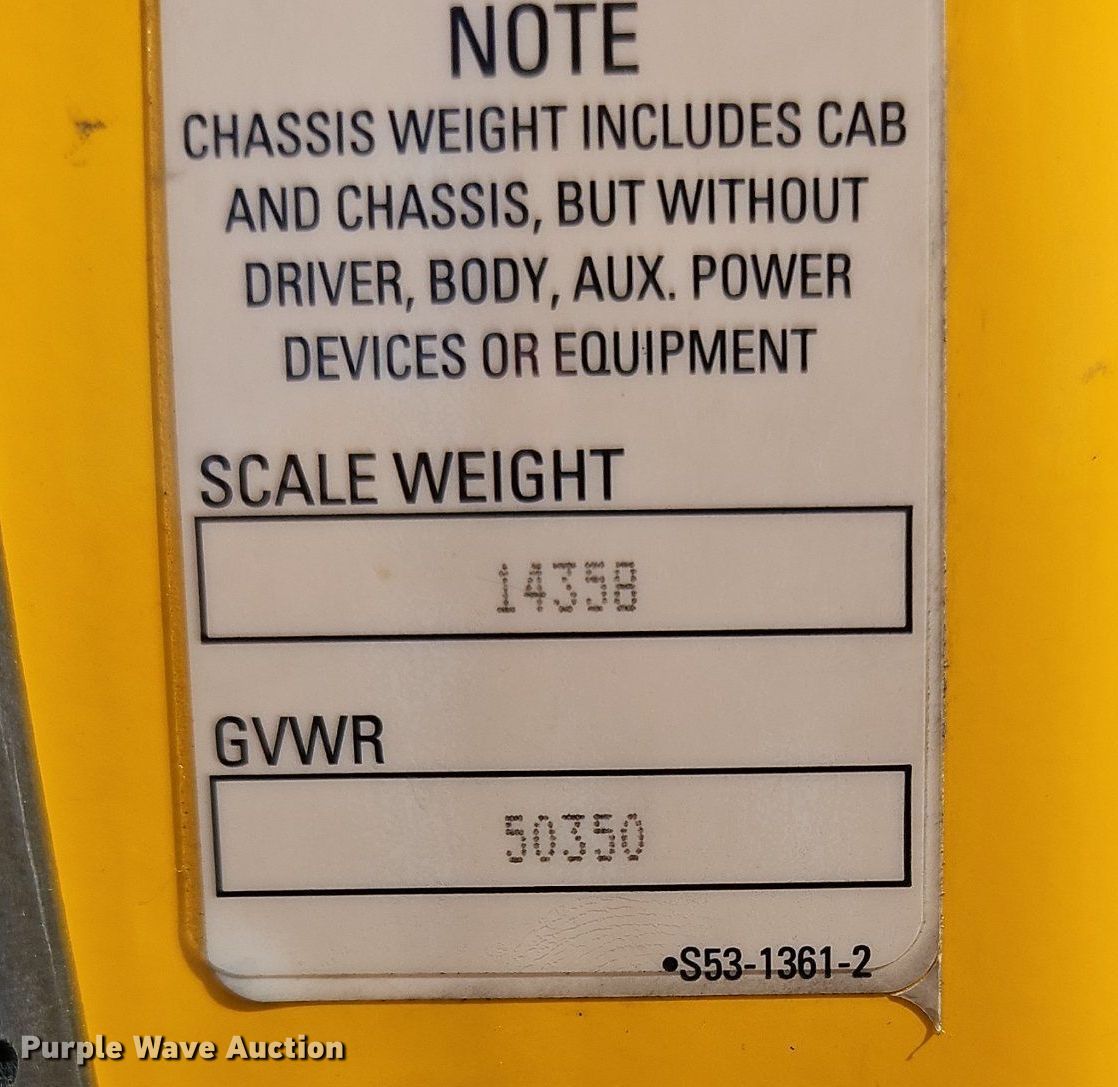 NOTE
CHASSIS WEIGHT INCLUDES CAB
AND CHASSIS, BUT WITHOUT
DRIVER, BODY, AUX. POWER
DEVICES OR EQUIPMENT
SCALE WEIGHT
14358
GVWR
50350
•S53-1361-2
Purple Wave Auction